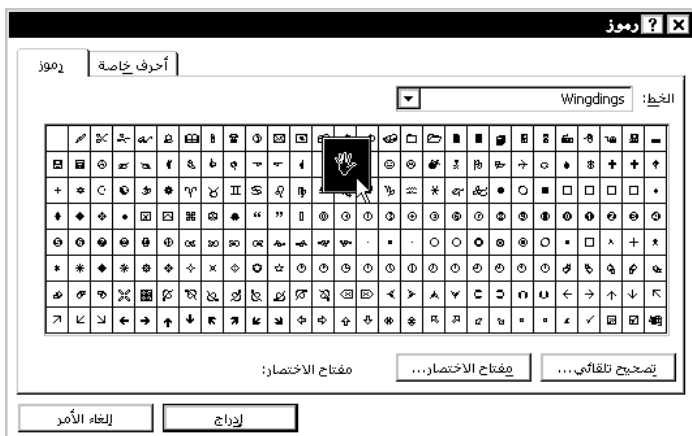 رموز
رموز
أحرف خاصة
الخط: Wingdings
تصحيح تلقائي...
مفتاح الاختصار...
مفتاح الاختصار:
إدراج
إلغاء الأمر